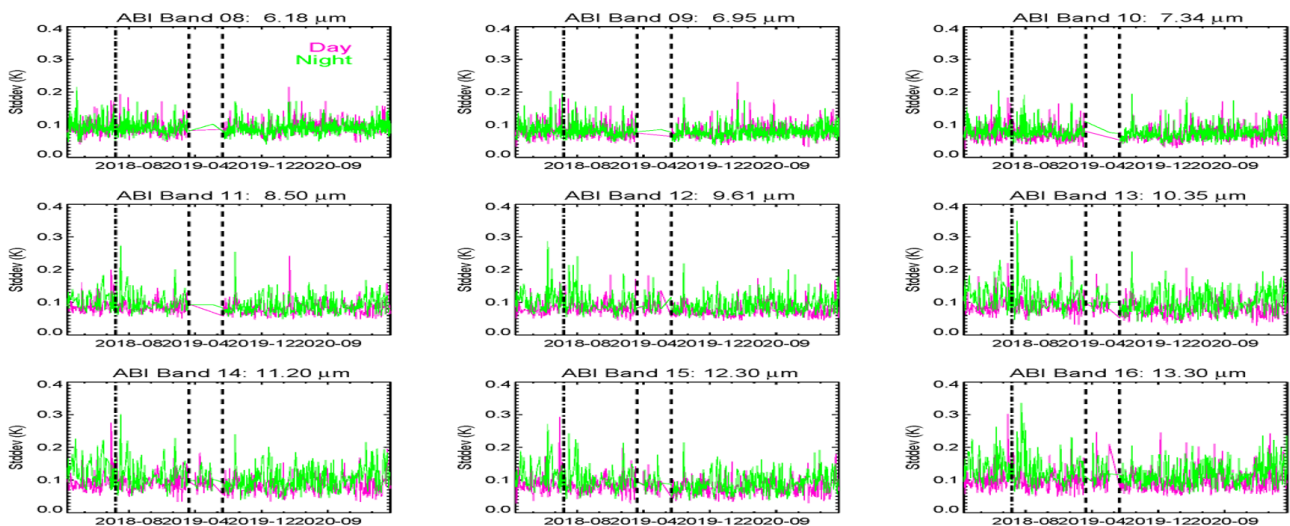 ABI Band 08: 6.18 μm
ABI Band 09: 6.95 μm
ABI Band 10: 7.34 μm
0.4
0.3
0.2
0.1
0.0
Stddev (K)
Day
Night
2018-082019-042019-122020-09
0.4
0.3
0.2
0.1
0.0
Stddev (K)
2018-082019-042019-122020-09
0.4
0.3
0.2
0.1
0.0
Stddev (K)
2018-082019-042019-122020-09
ABI Band 11: 8.50 μm
ABI Band 12: 9.61 μm
ABI Band 13: 10.35 μm
0.4
0.3
0.2
0.1
0.0
Stddev (K)
2018-082019-042019-122020-09
0.4
0.3
0.2
0.1
0.0
Stddev (K)
2018-082019-042019-122020-09
0.4
0.3
0.2
0.1
0.0
Stddev (K)
2018-082019-042019-122020-09
ABI Band 14: 11.20 μm
ABI Band 15: 12.30 μm
ABI Band 16: 13.30 μm
0.4
0.3
0.2
0.1
0.0
Stddev (K)
2018-082019-042019-122020-09
0.4
0.3
0.2
0.1
0.0
Stddev (K)
2018-082019-042019-122020-09
0.4
0.3
0.2
0.1
0.0
Stddev (K)
2018-082019-042019-122020-09